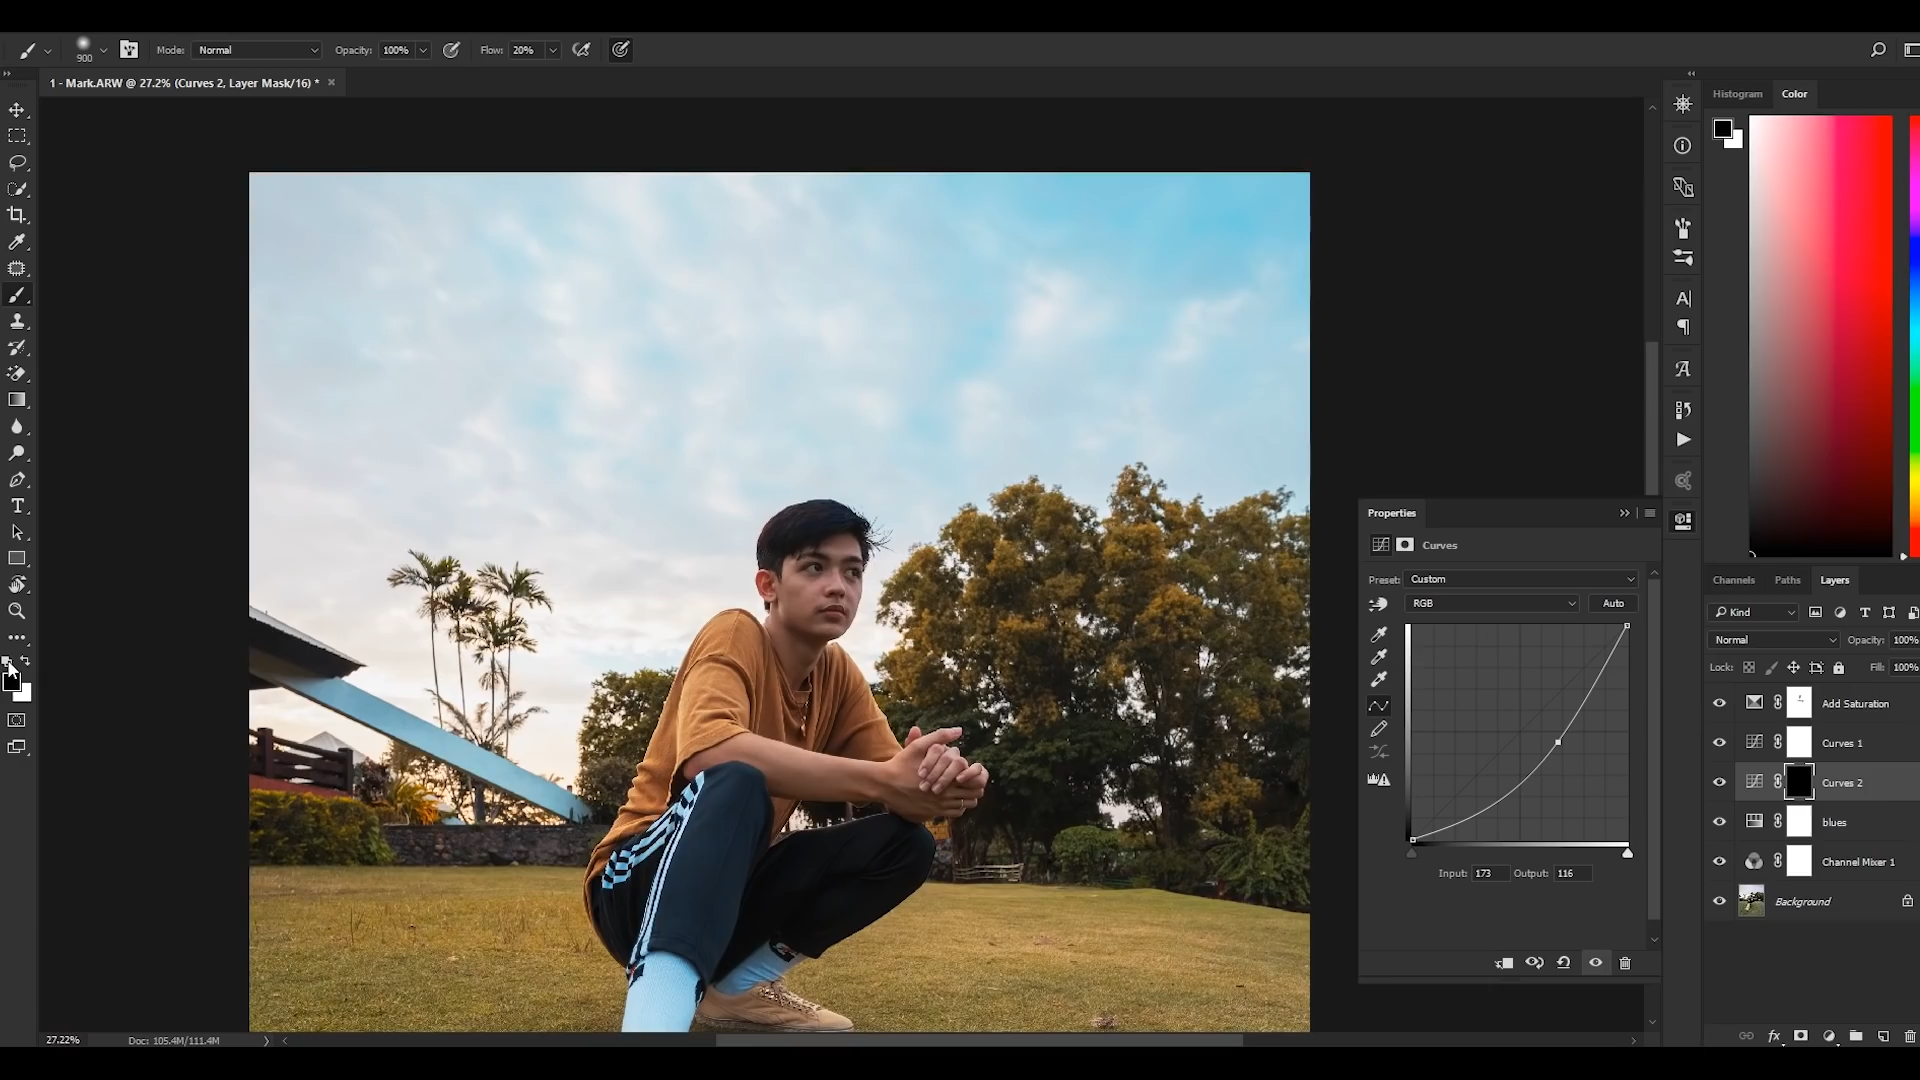 900
Mode: Normal
Opacity: 100%
Flow: 20%
1 - Mark.ARW @ 27.2% (Curves 2, Layer Mask/16) *
Histogram
Color
Properties
Curves
Preset: Custom
RGB
Auto
Input: 173 Output: 116
Channels
Paths
Layers
Kind
Normal
Opacity: 100%
Lock:
Fill: 100%
Add Saturation
Curves 1
Curves 2
blues
Channel Mixer 1
Background
fx
27.22%
Doc: 105.4M/111.4M